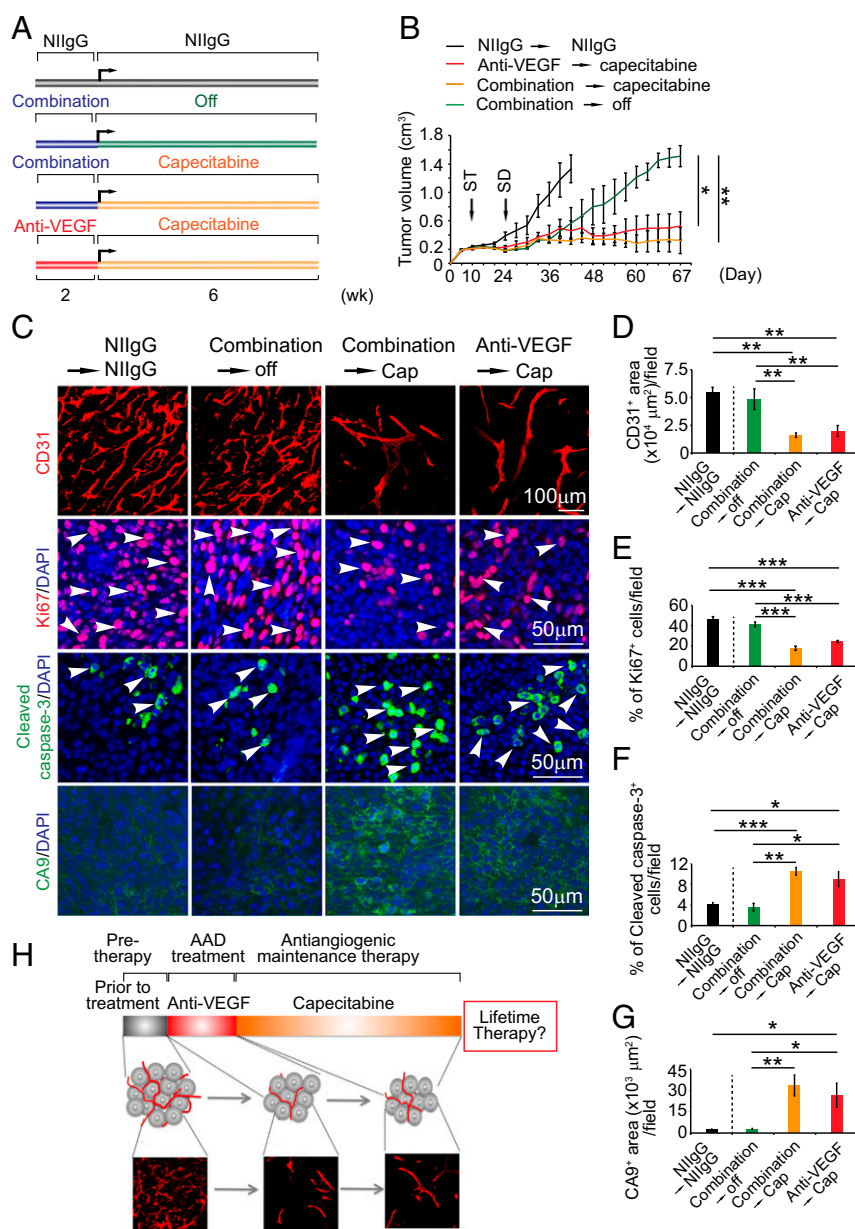 A
NIIgG NIIgG
Combination Off
Combination Capecitabine
Anti-VEGF Capecitabine
2 6 (wk)
B
NIIgG NIIgG
Anti-VEGF capecitabine
Combination capecitabine
Combination off
Tumor volume (cm³)
1.8
1.4
1.0
0.6
0.2
0
ST
SD
*
**
0 10 24 36 48 60 67 (Day)
C
NIIgG
NIIgG
Combination
off
Combination
Cap
Anti-VEGF
Cap
CD31
100μm
Ki67/DAPI
50μm
Cleaved
caspase-3/DAPI
50μm
CA9/DAPI
50μm
D
CD31⁺ area
(x10⁴ μm²)/field
7.5
5
2.5
0
**
**
**
**
NIIgG
NIIgG
Combination
off
Combination
Cap
Anti-VEGF
Cap
E
% of Ki67⁺ cells/field
60
40
20
0
***
***
***
***
NIIgG
NIIgG
Combination
off
Combination
Cap
Anti-VEGF
Cap
F
% of Cleaved caspase-3⁺
cells/field
12
8
4
0
*
***
*
**
NIIgG
NIIgG
Combination
off
Combination
Cap
Anti-VEGF
Cap
G
CA9⁺ area (x10³ μm²)
/field
45
30
15
0
*
*
**
NIIgG
NIIgG
Combination
off
Combination
Cap
Anti-VEGF
Cap
H
Pre-
therapy
AAD
treatment
Antiangiogenic
maintenance therapy
Prior to
treatment
Anti-VEGF
Capecitabine
Lifetime
Therapy?